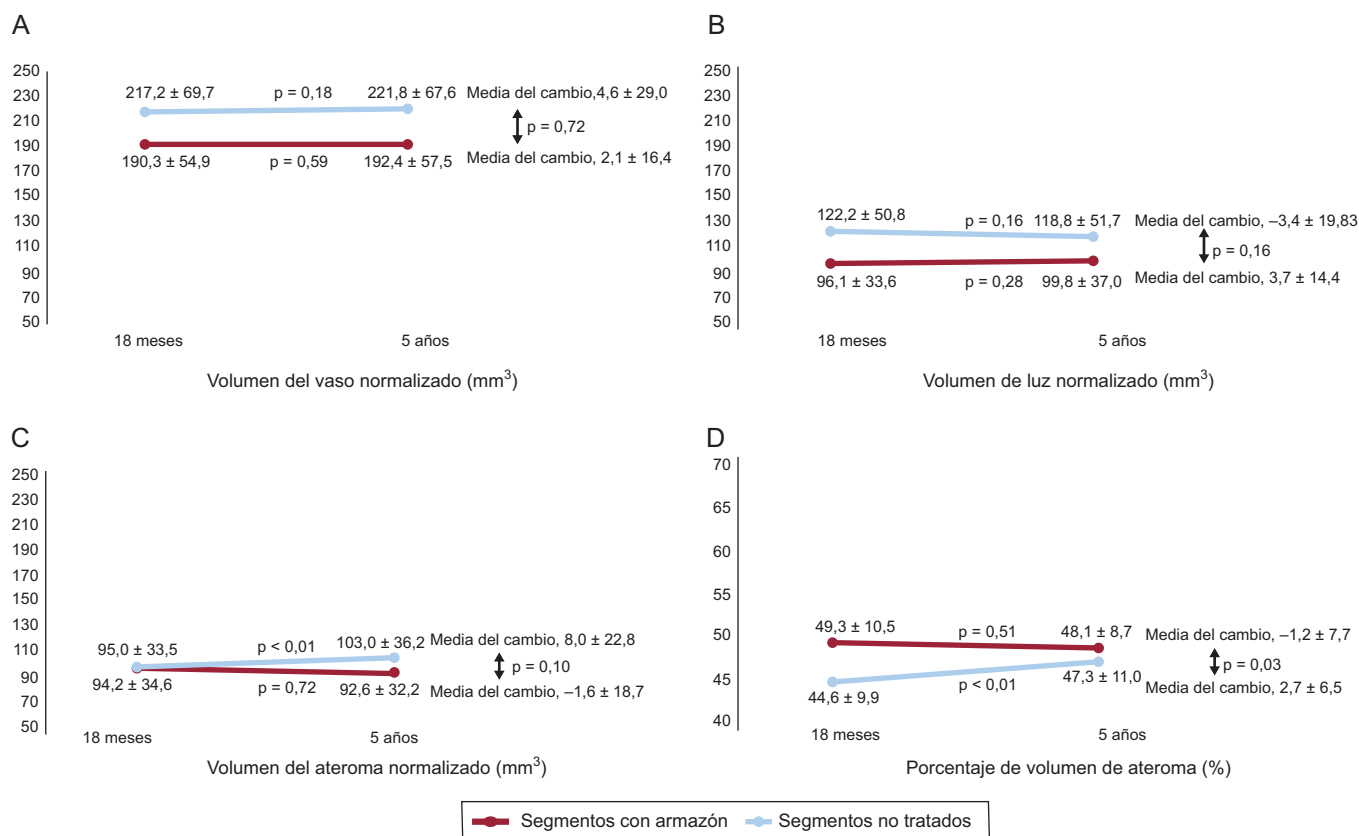 A
250
230
210
190
170
150
130
110
90
70
50
217,2 ± 69,7
p = 0,18
221,8 ± 67,6
Media del cambio,4,6 ± 29,0
p = 0,72
190,3 ± 54,9
p = 0,59
192,4 ± 57,5
Media del cambio, 2,1 ± 16,4
18 meses
5 años
Volumen del vaso normalizado (mm³)
B
250
230
210
190
170
150
130
110
90
70
50
122,2 ± 50,8
p = 0,16
118,8 ± 51,7
Media del cambio, –3,4 ± 19,83
p = 0,16
96,1 ± 33,6
p = 0,28
99,8 ± 37,0
Media del cambio, 3,7 ± 14,4
18 meses
5 años
Volumen de luz normalizado (mm³)
C
250
230
210
190
170
150
130
110
90
70
50
95,0 ± 33,5
p < 0,01
103,0 ± 36,2
Media del cambio, 8,0 ± 22,8
p = 0,10
94,2 ± 34,6
p = 0,72
92,6 ± 32,2
Media del cambio, –1,6 ± 18,7
18 meses
5 años
Volumen del ateroma normalizado (mm³)
D
70
65
60
55
50
45
40
49,3 ± 10,5
p = 0,51
48,1 ± 8,7
Media del cambio, –1,2 ± 7,7
p = 0,03
44,6 ± 9,9
p < 0,01
47,3 ± 11,0
Media del cambio, 2,7 ± 6,5
18 meses
5 años
Porcentaje de volumen de ateroma (%)
Segmentos con armazón
Segmentos no tratados